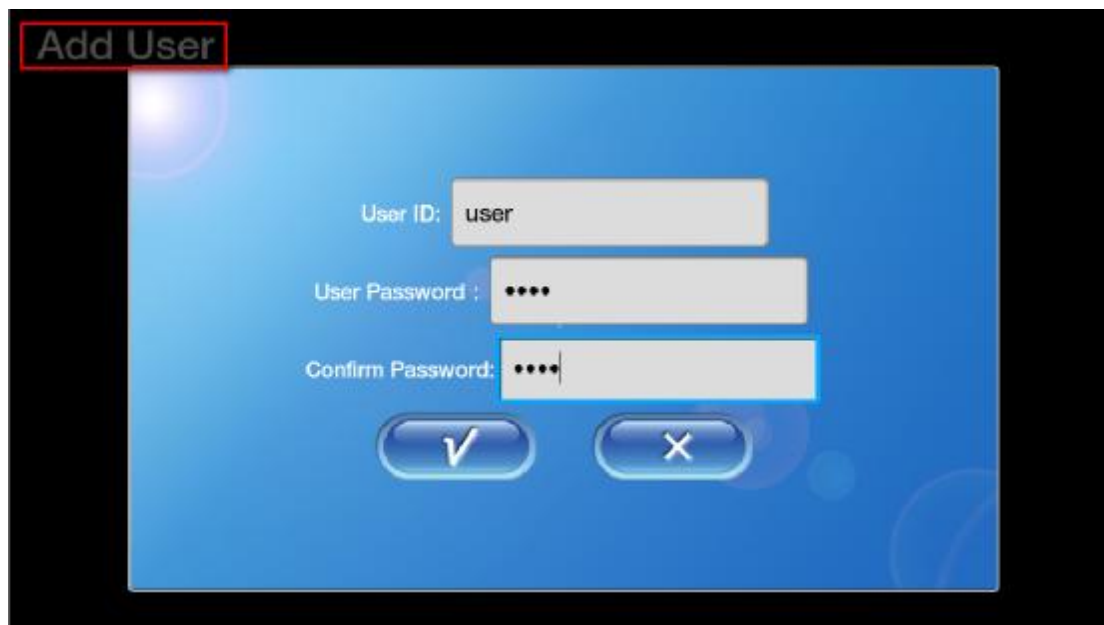 Add User
User ID: user
User Password : ••••
Confirm Password: ••••